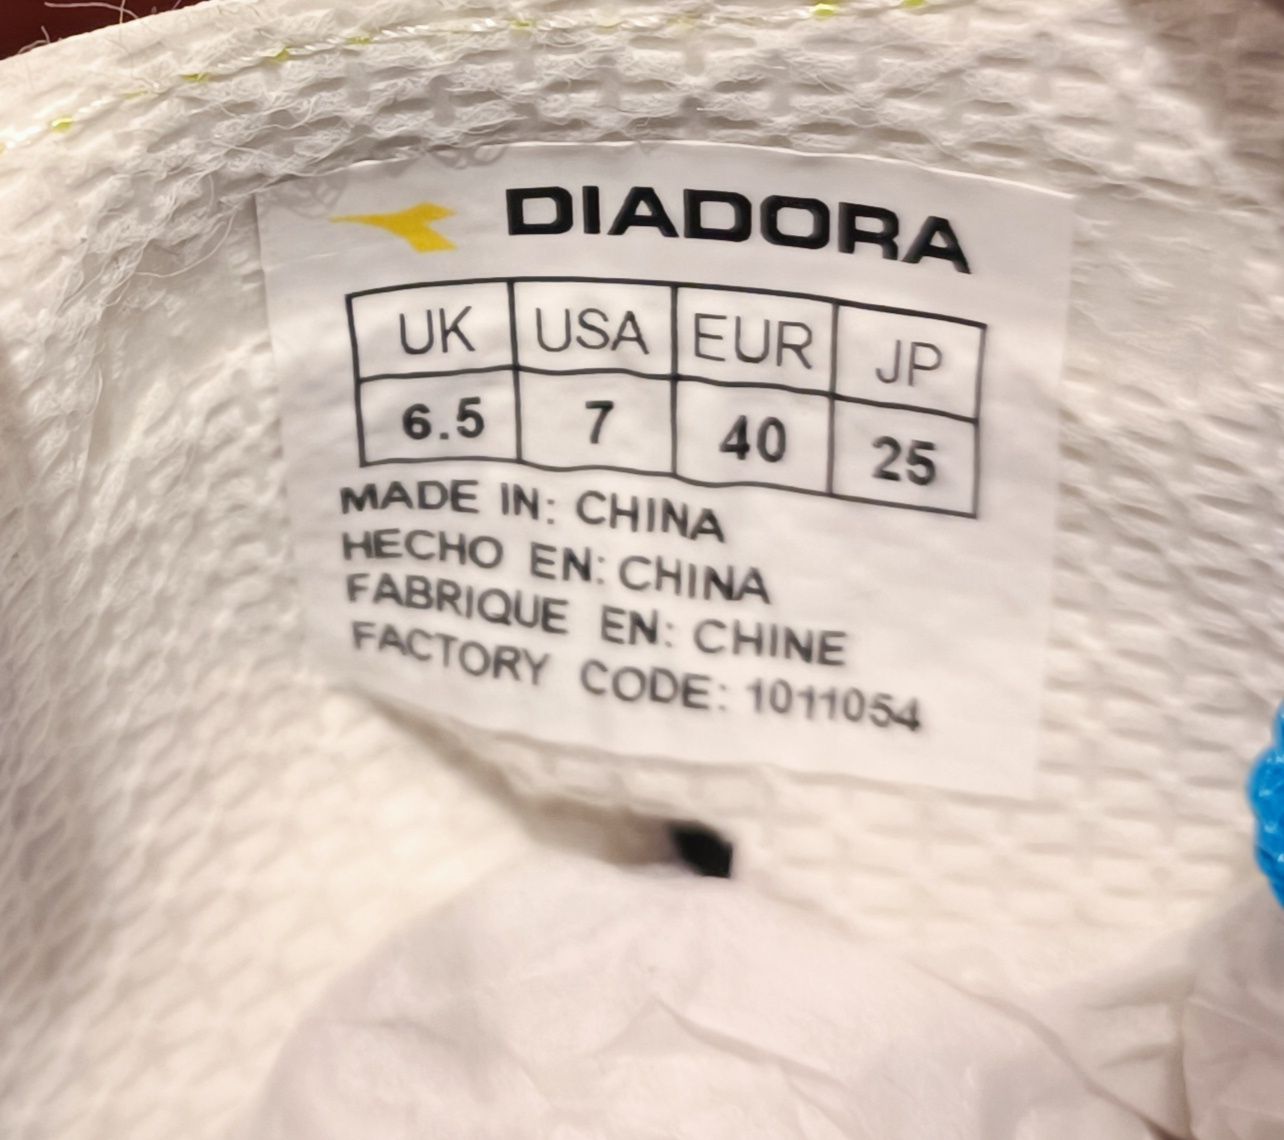 DIADORA
UK USA EUR JP
6.5 7 40 25
MADE IN: CHINA
HECHO EN: CHINA
FABRIQUE EN: CHINE
FACTORY CODE: 1011054